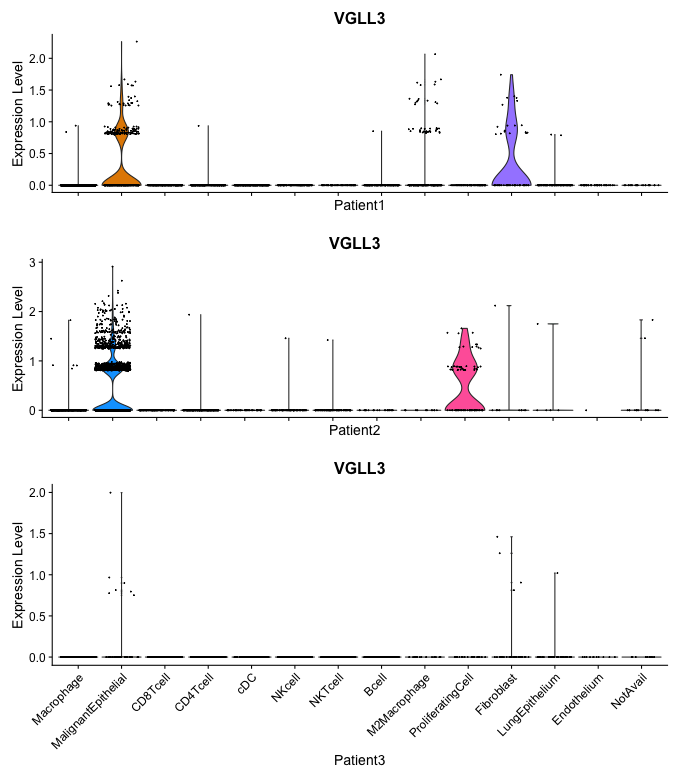 VGLL3
Expression Level
2.0
1.5
1.0
0.5
0.0
Patient1
VGLL3
Expression Level
3
2
1
0
Patient2
VGLL3
Expression Level
2.0
1.5
1.0
0.5
0.0
Macrophage
MalignantEpithelial
CD8Tcell
CD4Tcell
cDC
NKcell
NKTcell
Bcell
M2Macrophage
ProliferatingCell
Fibroblast
LungEpithelium
Endothelium
NotAvail
Patient3